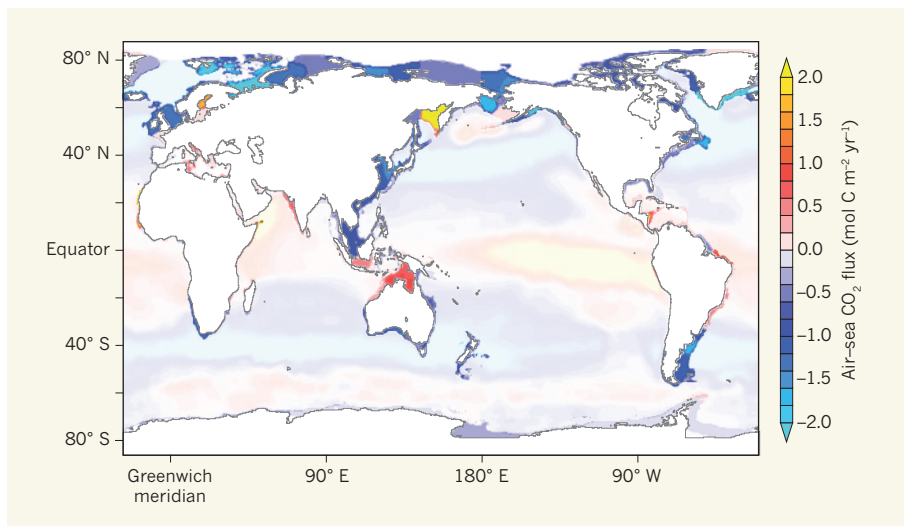 80° N
40° N
Equator
40° S
80° S
Greenwich
meridian
90° E
180° E
90° W
2.0
1.5
1.0
0.5
0.0
–0.5
–1.0
–1.5
–2.0
Air–sea CO₂ flux (mol C m⁻² yr⁻¹)